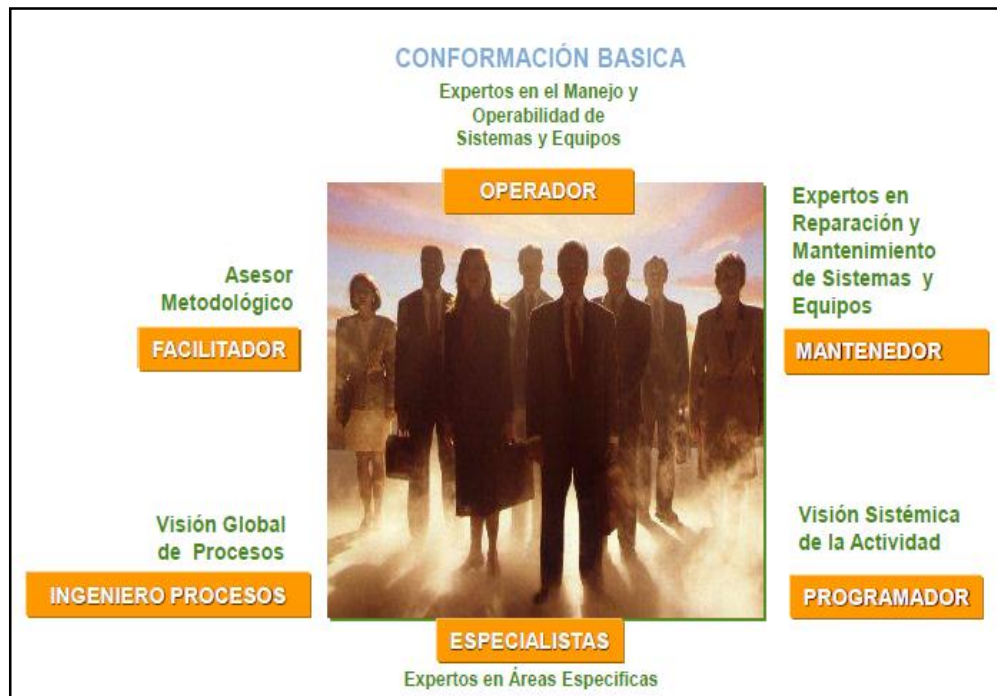 CONFORMACIÓN BASICA
Expertos en el Manejo y
Operabilidad de
Sistemas y Equipos
OPERADOR
Expertos en
Reparación y
Mantenimiento
de Sistemas y
Equipos
MANTENEDOR
Asesor
Metodológico
FACILITADOR
Visión Global
de Procesos
INGENIERO PROCESOS
Visión Sistémica
de la Actividad
PROGRAMADOR
ESPECIALISTAS
Expertos en Áreas Especificas